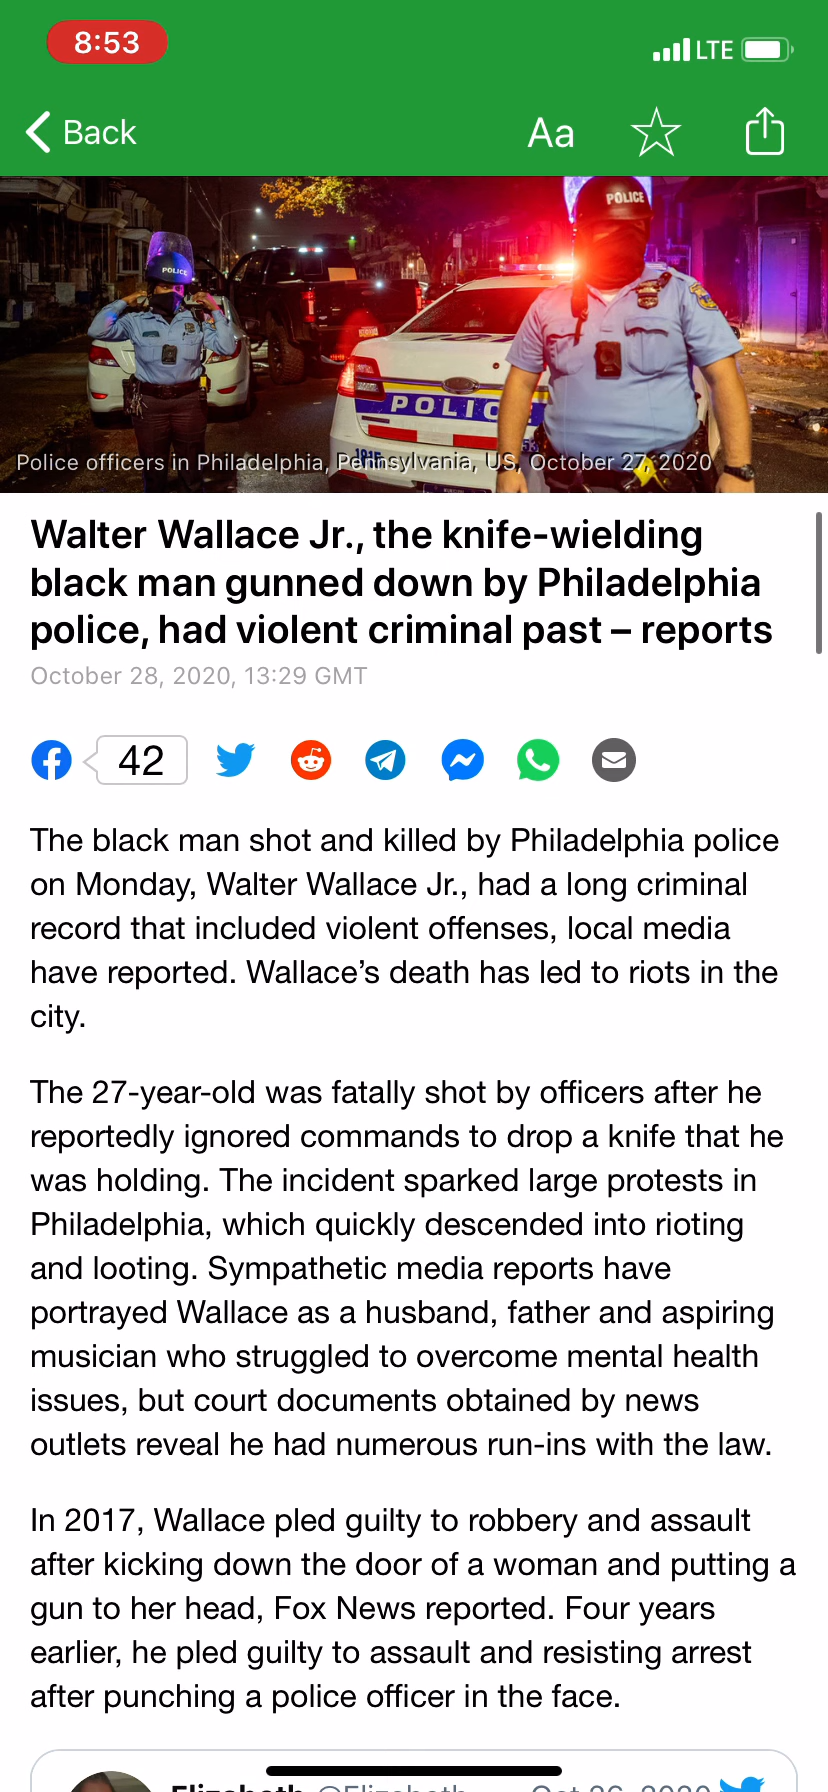 8:53
LTE
Back
Aa
POLICE
POLICE
POLIC
Police officers in Philadelphia, Pennsylvania, US, October 27, 2020
Walter Wallace Jr., the knife-wielding
black man gunned down by Philadelphia
police, had violent criminal past – reports
October 28, 2020, 13:29 GMT
42
The black man shot and killed by Philadelphia police
on Monday, Walter Wallace Jr., had a long criminal
record that included violent offenses, local media
have reported. Wallace's death has led to riots in the
city.
The 27-year-old was fatally shot by officers after he
reportedly ignored commands to drop a knife that he
was holding. The incident sparked large protests in
Philadelphia, which quickly descended into rioting
and looting. Sympathetic media reports have
portrayed Wallace as a husband, father and aspiring
musician who struggled to overcome mental health
issues, but court documents obtained by news
outlets reveal he had numerous run-ins with the law.
In 2017, Wallace pled guilty to robbery and assault
after kicking down the door of a woman and putting a
gun to her head, Fox News reported. Four years
earlier, he pled guilty to assault and resisting arrest
after punching a police officer in the face.